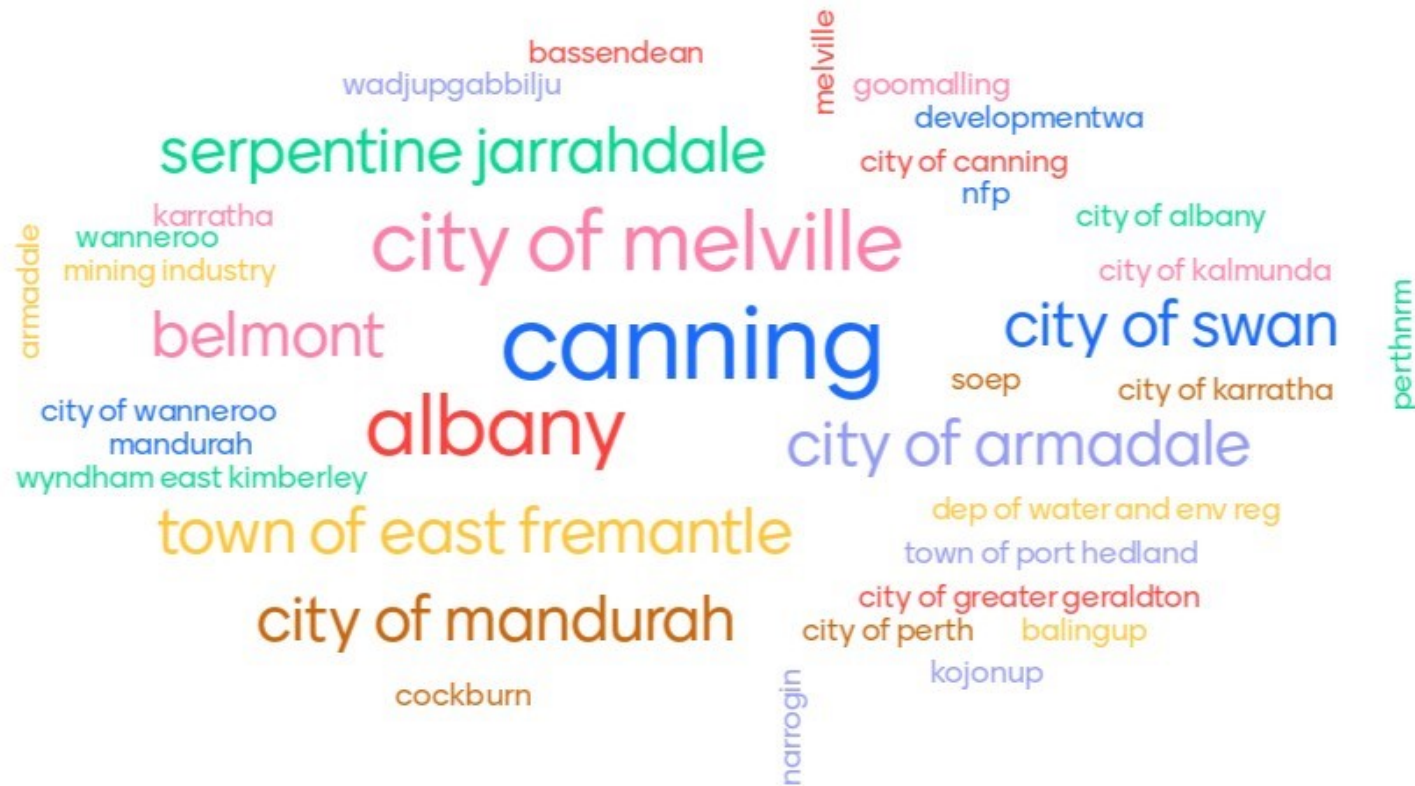 bassendean
melville
wadjupgabbilju
goomalling
developmentwa
serpentine jarrahdale
city of canning
nfp
karratha
city of albany
wanneroo
city of melville
armadale
mining industry
city of kalmunda
belmont
canning
city of swan
perthnrm
soep
city of karratha
city of wanneroo
albany
mandurah
city of armadale
wyndham east kimberley
dep of water and env reg
town of east fremantle
town of port hedland
city of greater geraldton
city of mandurah
city of perth
balingup
kojonup
cockburn
narrogin